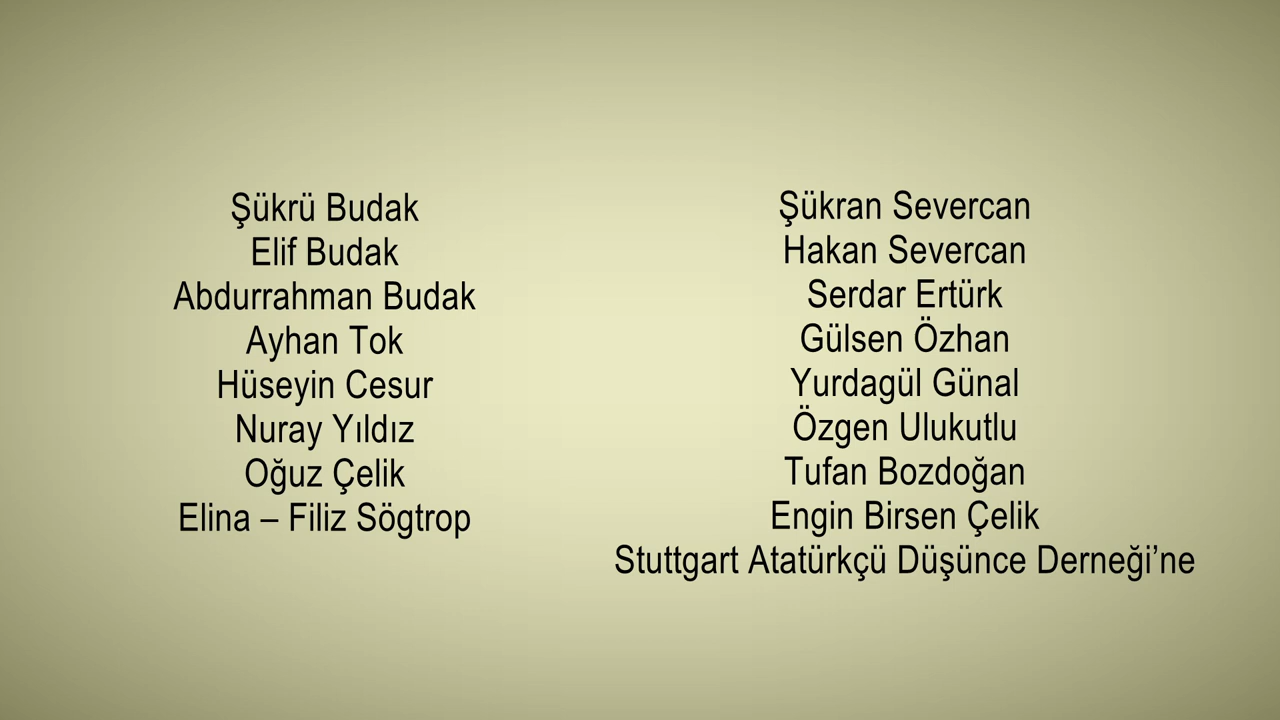 Şükrü Budak
Elif Budak
Abdurrahman Budak
Ayhan Tok
Hüseyin Cesur
Nuray Yıldız
Oğuz Çelik
Elina – Filiz Sögtrop
Şükran Severcan
Hakan Severcan
Serdar Ertürk
Gülsen Özhan
Yurdagül Günal
Özgen Ulukutlu
Tufan Bozdoğan
Engin Birsen Çelik
Stuttgart Atatürkçü Düşünce Derneği’ne